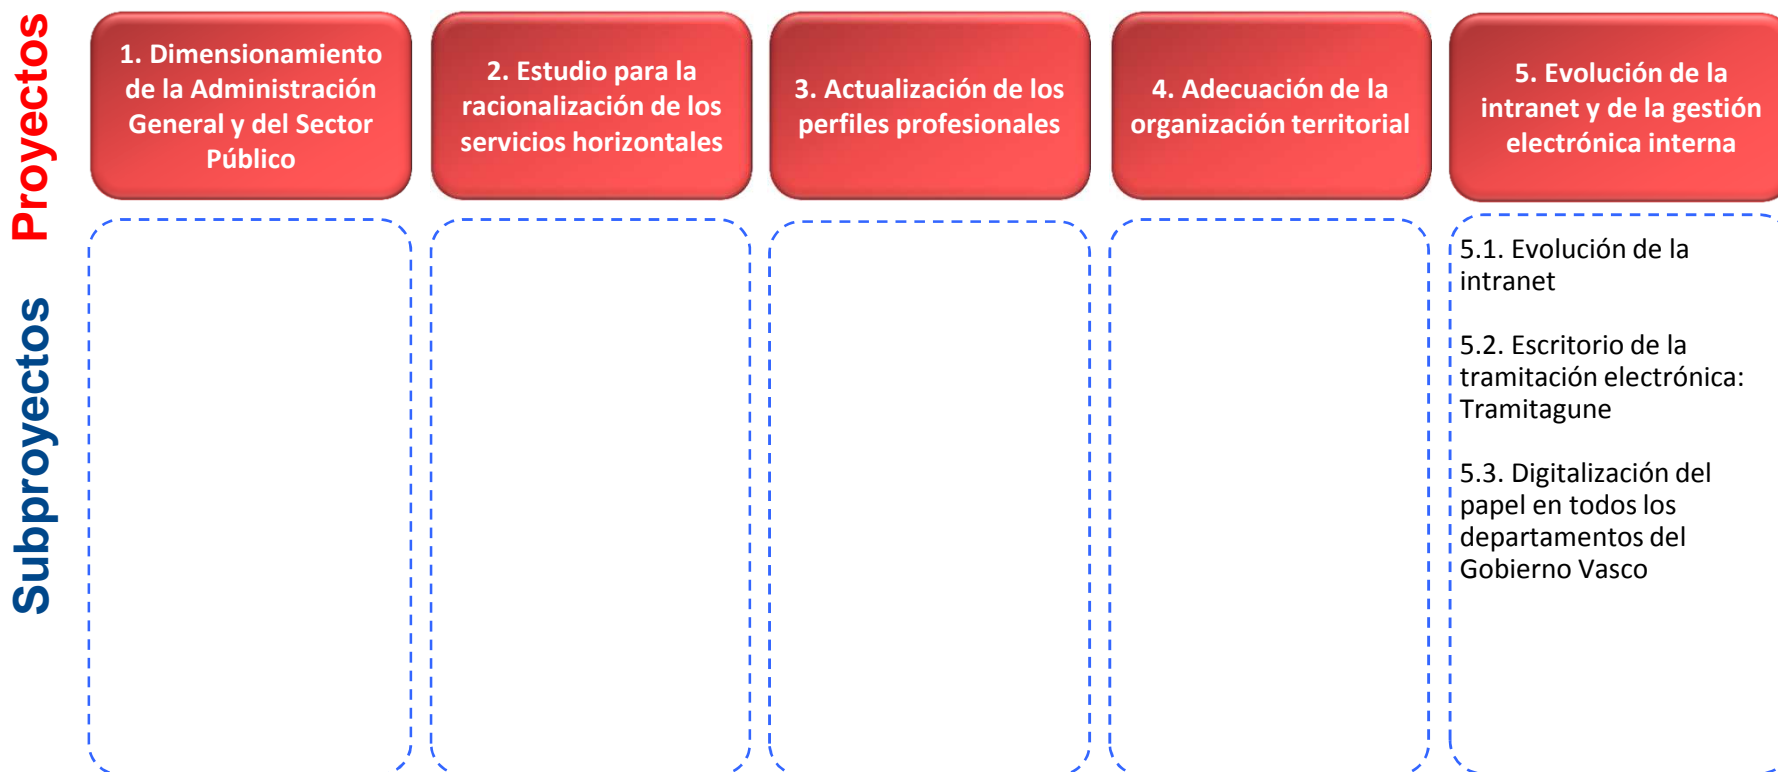 Proyectos
1. Dimensionamiento
de la Administración
General y del Sector
Público
2. Estudio para la
racionalización de los
servicios horizontales
3. Actualización de los
perfiles profesionales
4. Adecuación de la
organización territorial
5. Evolución de la
intranet y de la gestión
electrónica interna
Subproyectos
5.1. Evolución de la
intranet
5.2. Escritorio de la
tramitación electrónica:
Tramitagune
5.3. Digitalización del
papel en todos los
departamentos del
Gobierno Vasco